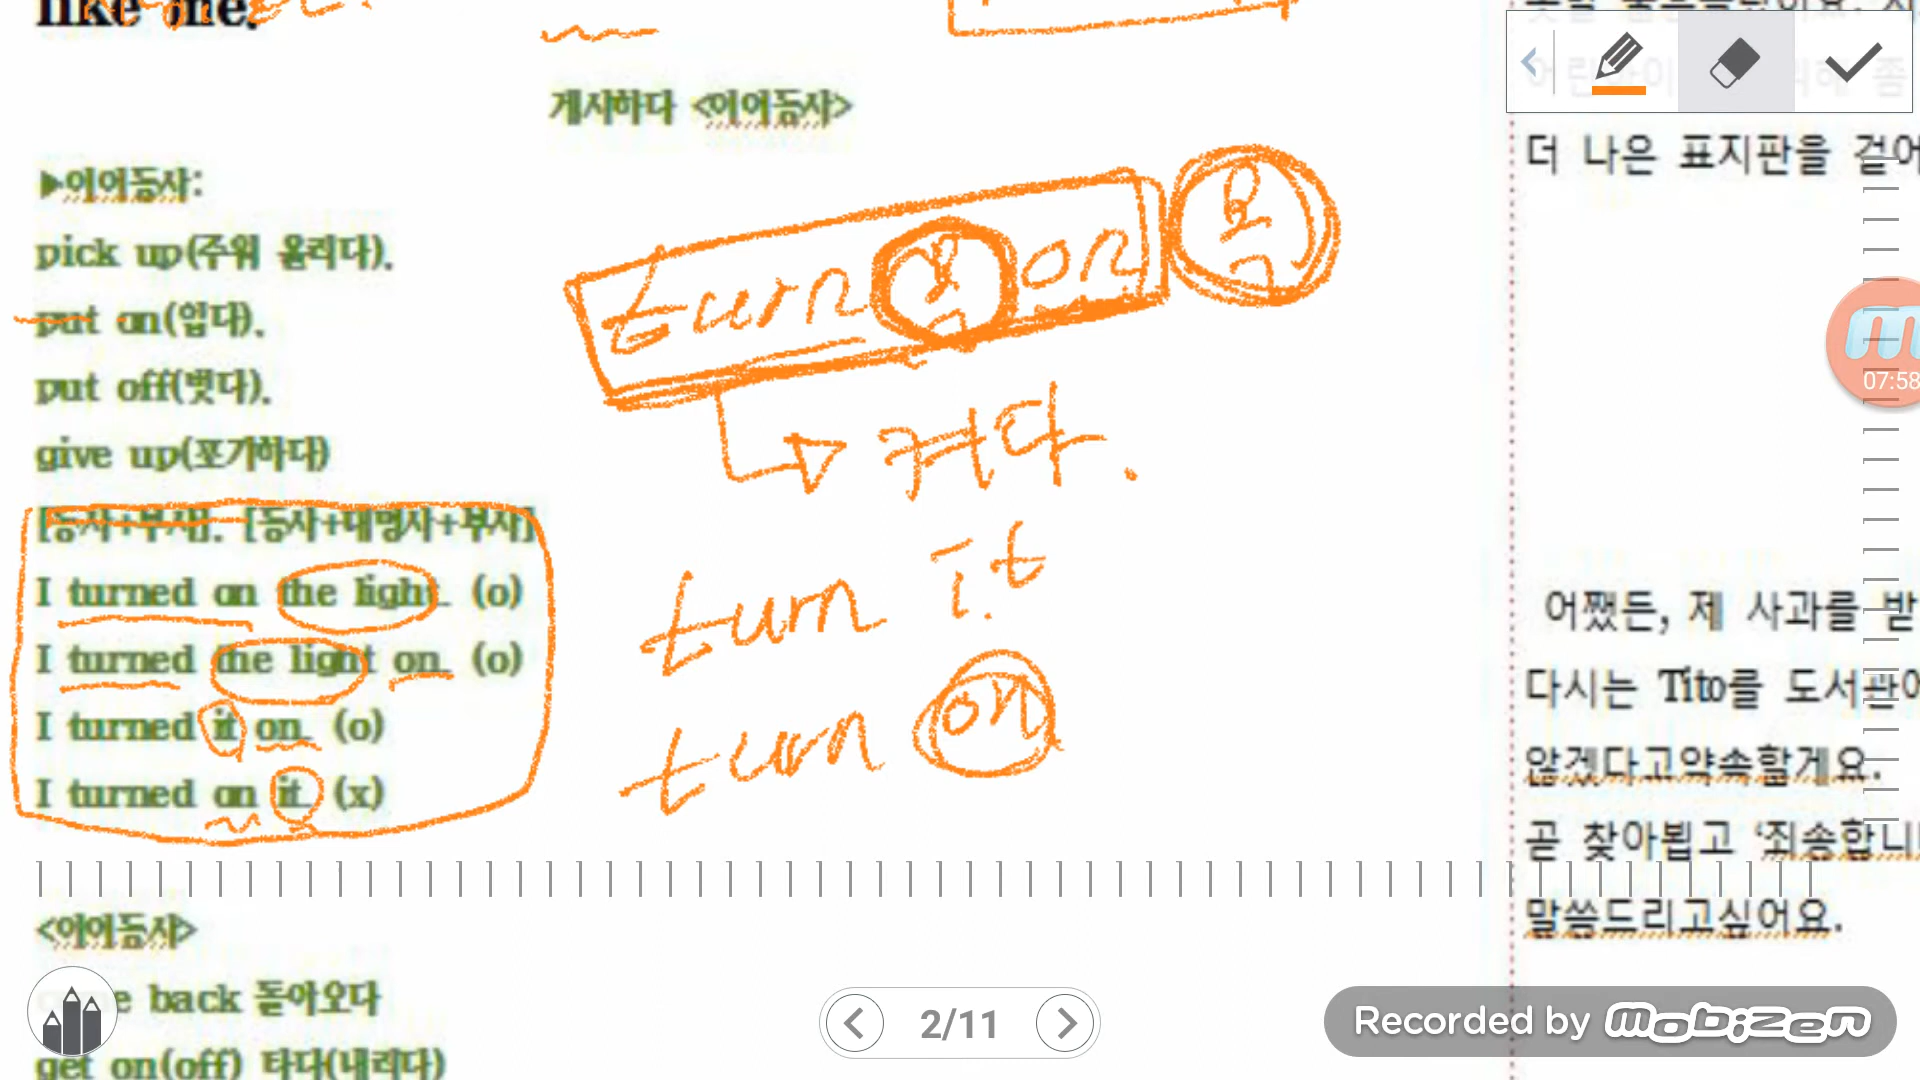 like me.
게시하다 <이어동사>
▶이어동사:
pick up(주워 올리다).
put on(입다).
put off(벗다).
give up(포기하다)
[동사+부사]. [동사+대명사+부사]
I turned on the light. (o)
I turned the light on. (o)
I turned it on. (o)
I turned on it. (x)
<이어동사>
back 돌아오다
get on(off) 타다(내리다)
turn 목 on 목
켜다.
turn it
turn on
더 나은 표지판을
어쨌든, 제 사과를 받
다시는 Tito를 도서관에
않겠다고약속할게요.
곧 찾아뵙고 '죄송합니
말씀드리고싶어요.
07:58
2/11
Recorded by mobizen